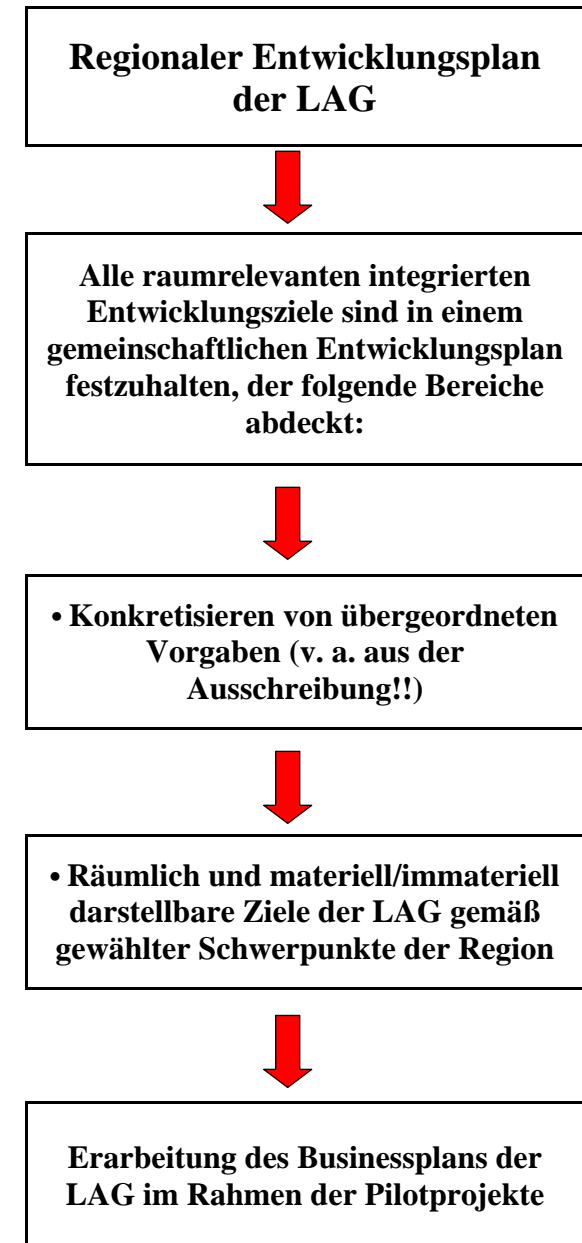 Regionaler Entwicklungsplan
der LAG
Alle raumrelevanten integrierten
Entwicklungsziele sind in einem
gemeinschaftlichen Entwicklungsplan
festzuhalten, der folgende Bereiche
abdeckt:
• Konkretisieren von übergeordneten
Vorgaben (v. a. aus der
Ausschreibung!!)
• Räumlich und materiell/immateriell
darstellbare Ziele der LAG gemäß
gewählter Schwerpunkte der Region
Erarbeitung des Businessplans der
LAG im Rahmen der Pilotprojekte